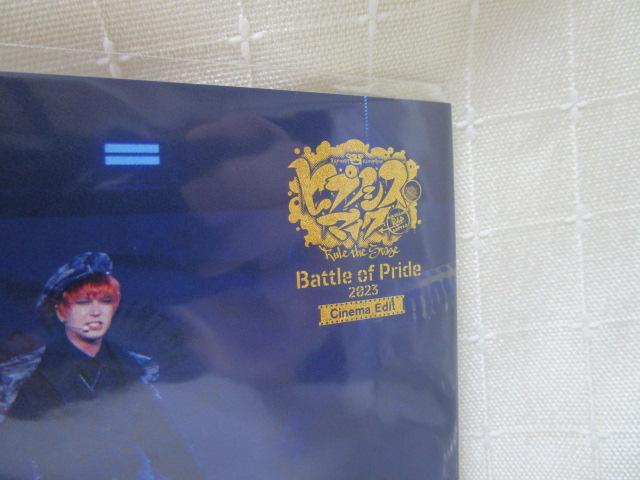 ヒプノシス
マイク
Rule the Stage
Battle of Pride
2023
Cinema Edit